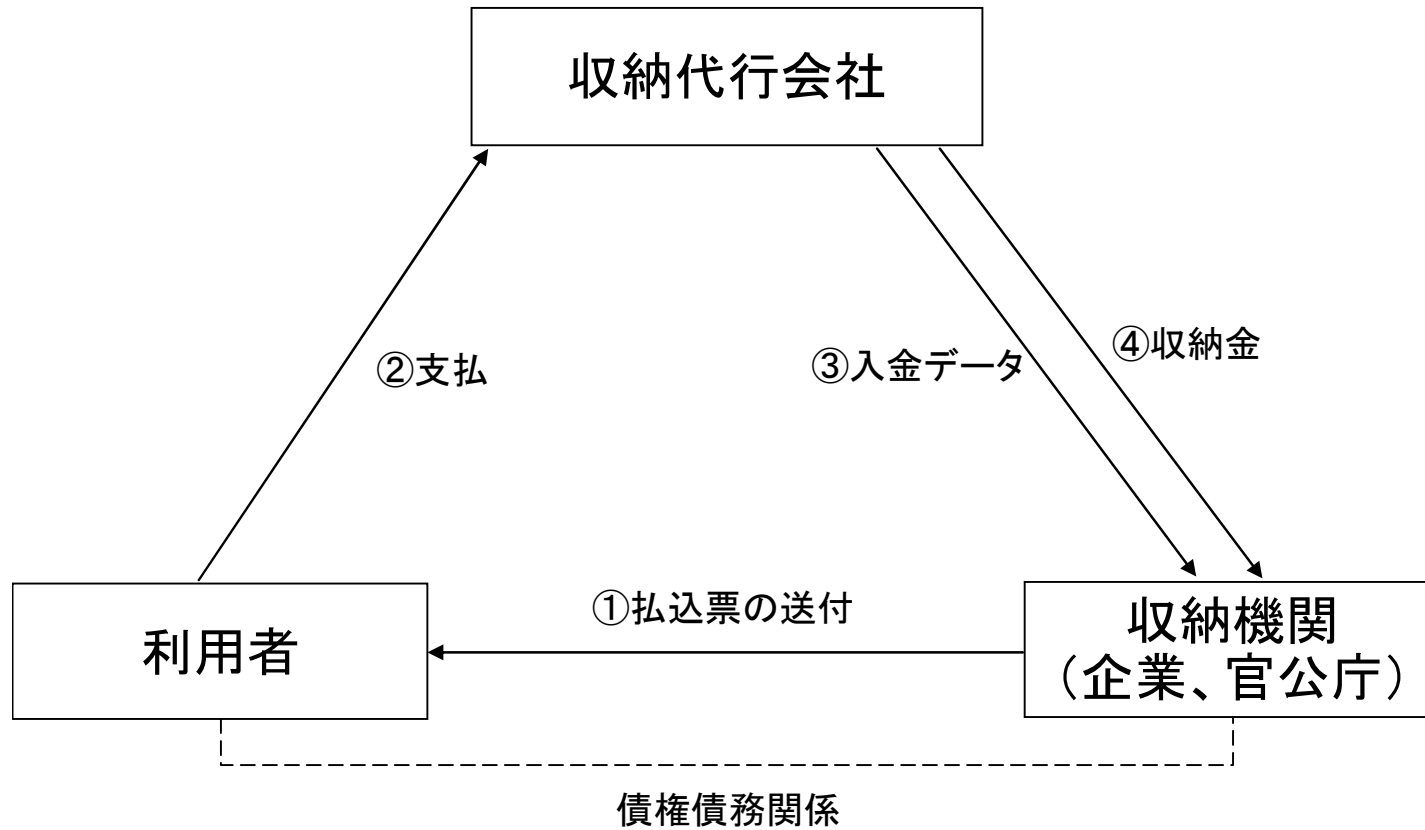 収納代行会社
②支払
③入金データ
④収納金
①払込票の送付
利用者
収納機関
（企業、官公庁）
債権債務関係